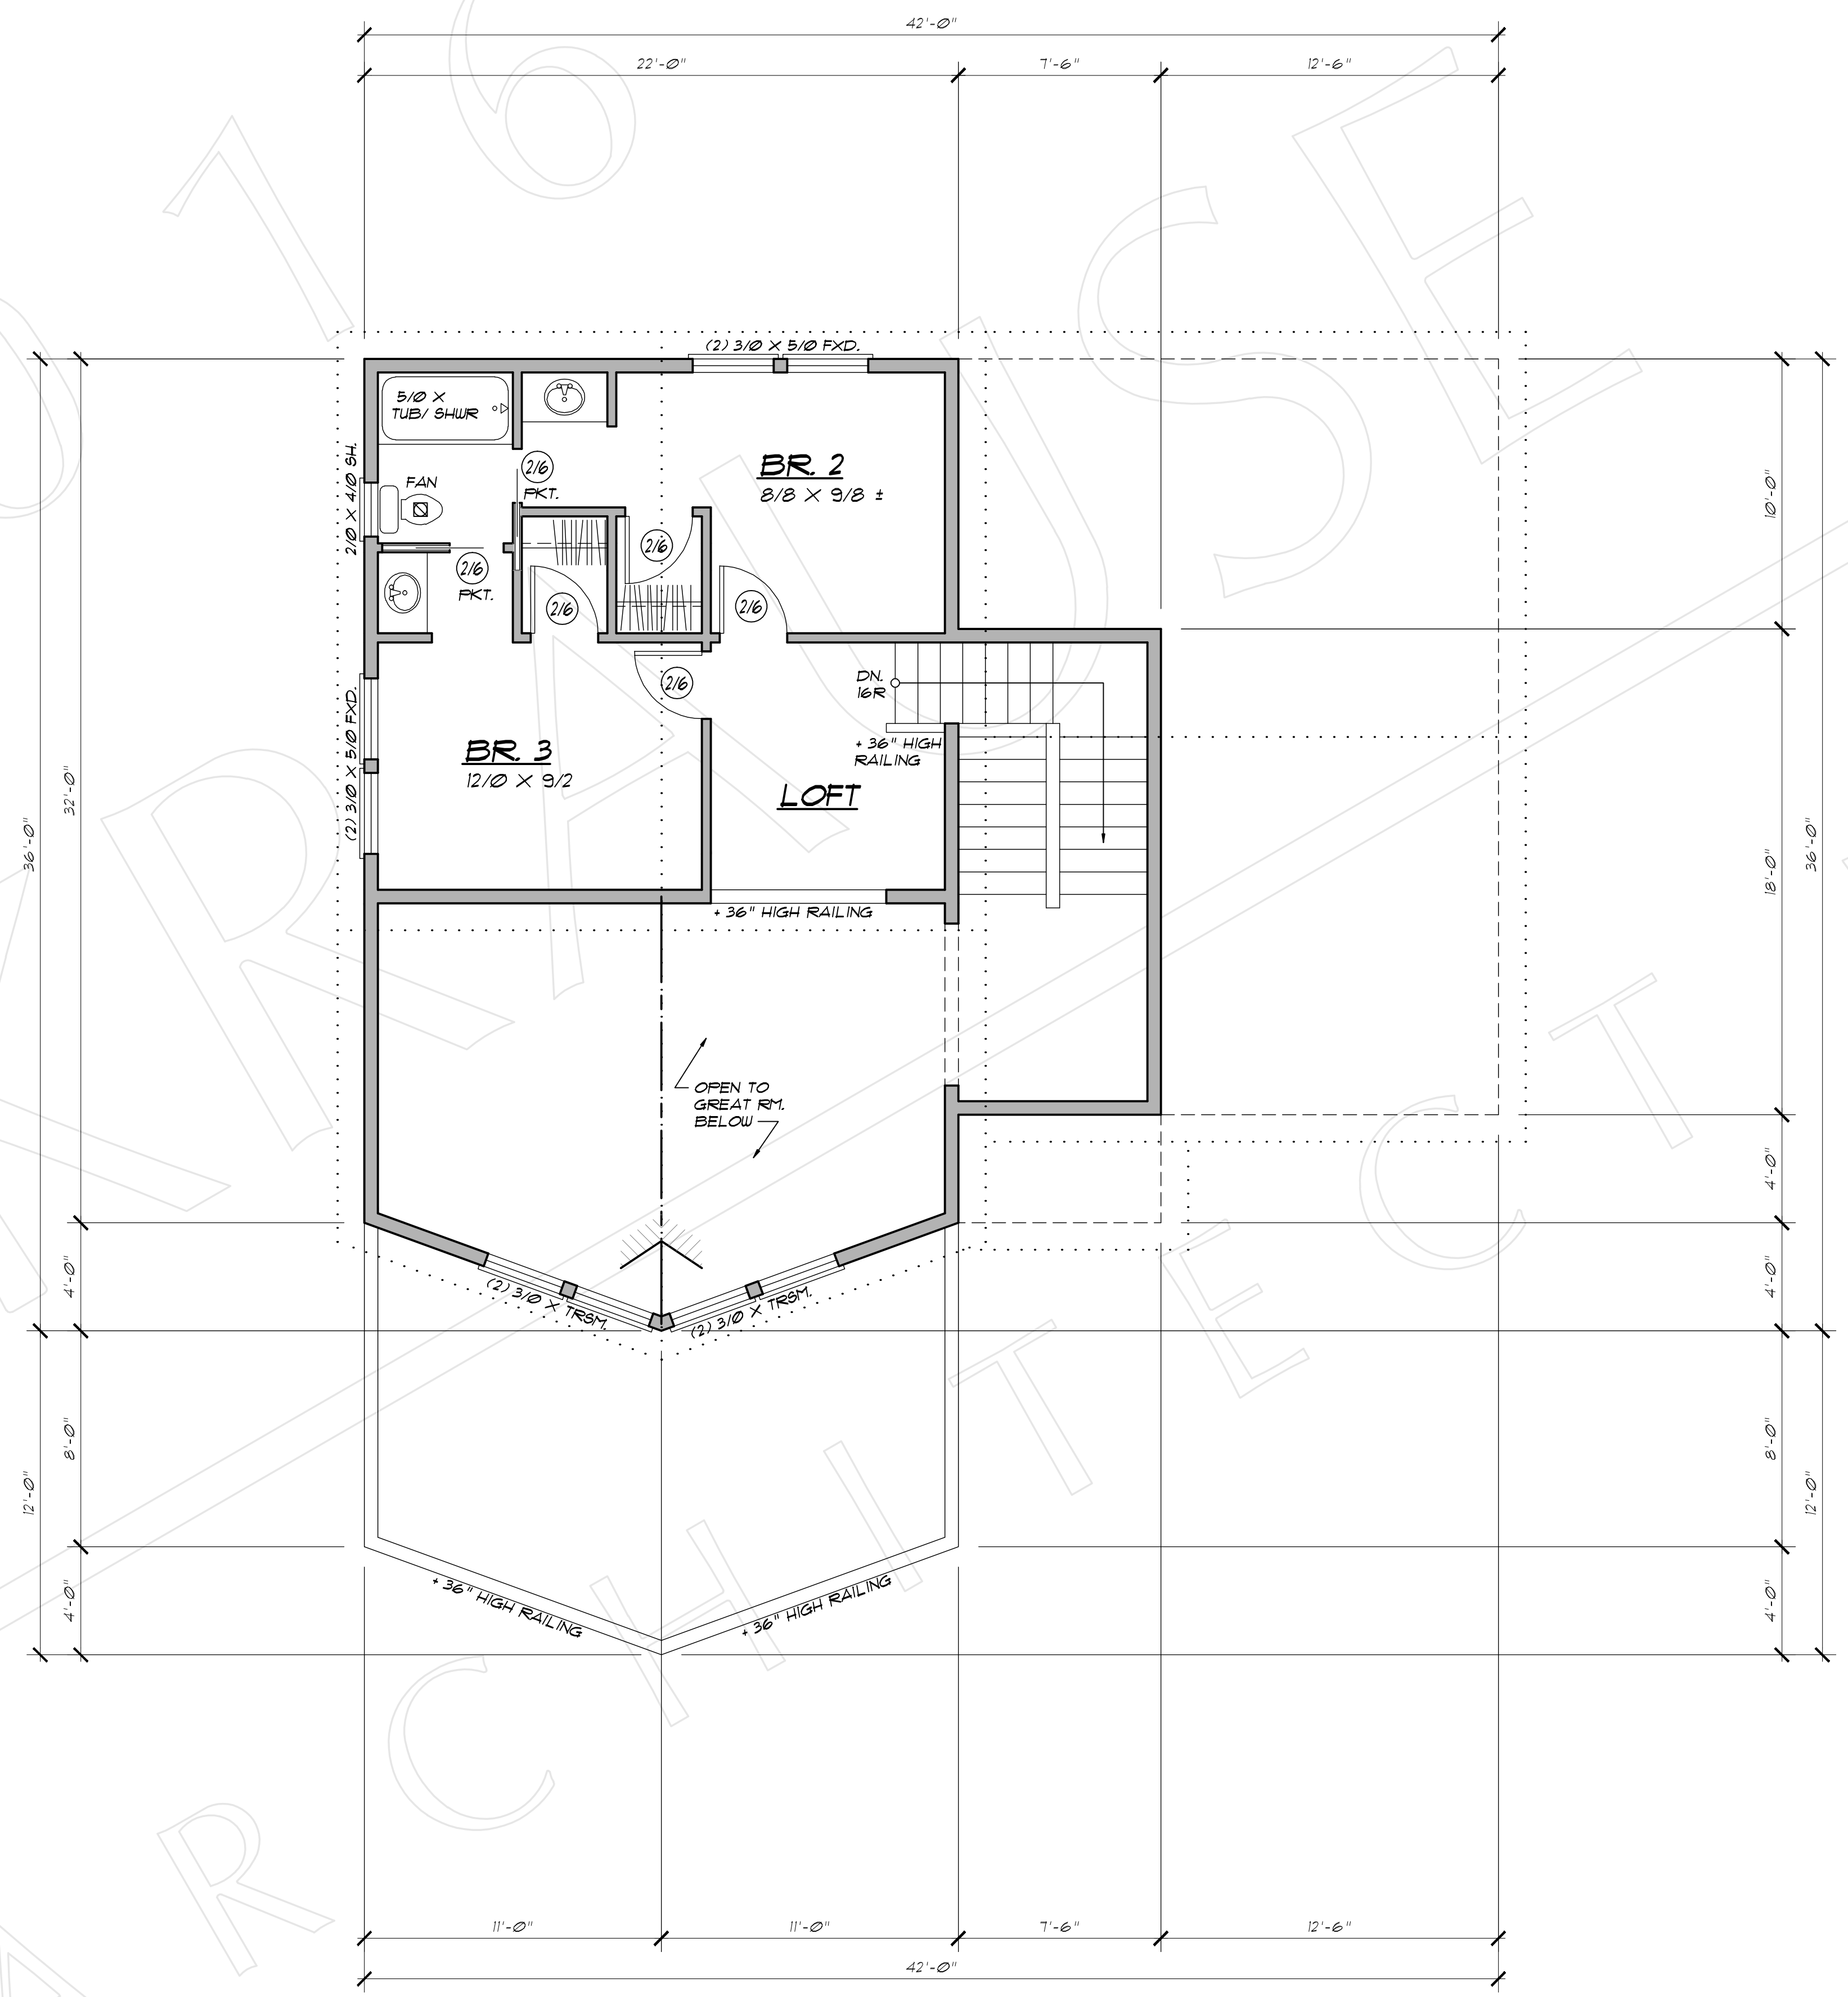 42'-0"
22'-0"
7'-6"
12'-6"
(2) 3/0 X 5/0 FXD.
5/0 X
TUB/ SHWR
2/0 X 4/0 SH.
FAN
2/6
PKT.
BR. 2
8/8 X 9/8 ±
2/6
2/6
PKT.
2/6
2/6
10'-0"
2/6
DN.
16R
(2) 3/0 X 5/0 FXD.
BR. 3
12/0 X 9/2
+ 36" HIGH
RAILING
LOFT
32'-0"
36'-0"
18'-0"
36'-0"
+ 36" HIGH RAILING
OPEN TO
GREAT RM.
BELOW
4'-0"
4'-0"
4'-0"
(2) 3/0 X TRSM.
(2) 3/0 X TRSM.
8'-0"
12'-0"
8'-0"
12'-0"
4'-0"
4'-0"
+ 36" HIGH RAILING
+ 36" HIGH RAILING
11'-0"
11'-0"
7'-6"
12'-6"
42'-0"
KRAUSE
ARCHITECT